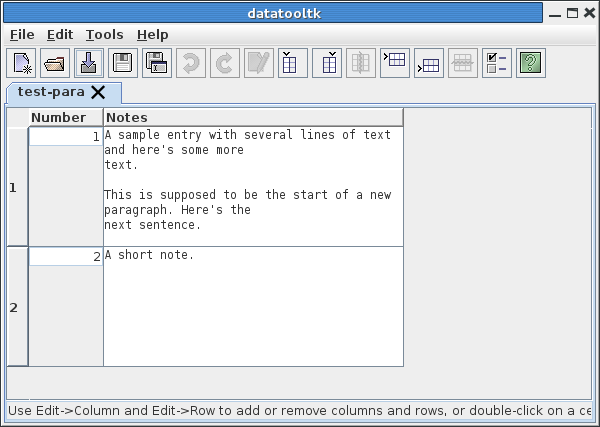 datatooltk
File Edit Tools Help
test-para
Number Notes
1 1 A sample entry with several lines of text
and here's some more
text.
This is supposed to be the start of a new
paragraph. Here's the
next sentence.
2 2 A short note.
Use Edit->Column and Edit->Row to add or remove columns and rows, or double-click on a ce